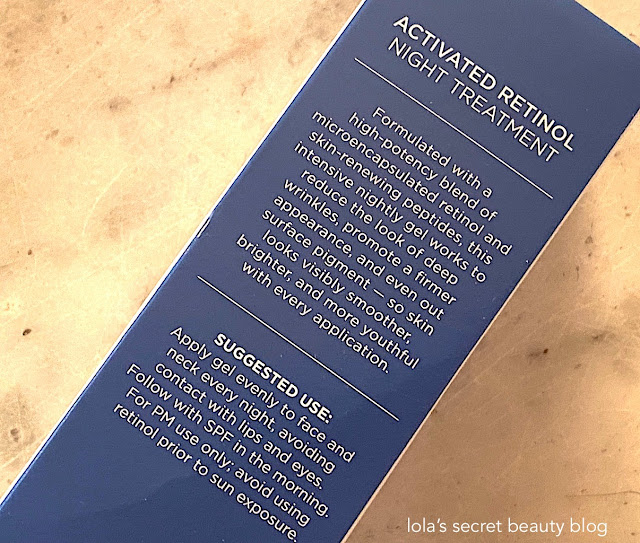 ACTIVATED RETINOL
NIGHT TREATMENT
Formulated with a
high-potency blend of
microencapsulated retinol and
skin-renewing peptides, this
intensive nightly gel works to
reduce the look of deep
wrinkles, promote a firmer
appearance, and even out
surface pigment – so skin
looks visibly smoother,
brighter, and more youthful
with every application.
SUGGESTED USE:
Apply gel evenly to face and
neck every night, avoiding
contact with lips and eyes.
Follow with SPF in the morning.
For PM use only; avoid using
retinol prior to sun exposure.
lola's secret beauty blog